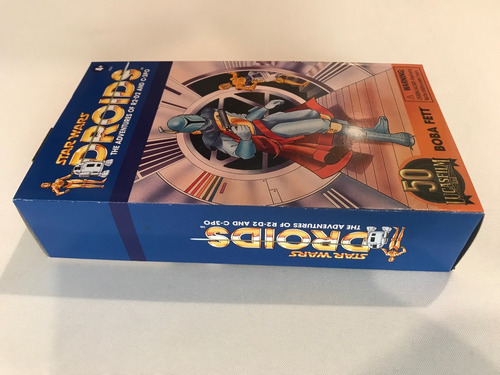 STAR WARS
DROIDS
THE ADVENTURES OF R2-D2 AND C-3PO
4+
WARNING:
50
LUCASFILM
BOBA FETT
STAR WARS
DROIDS
THE ADVENTURES OF R2-D2 AND C-3PO